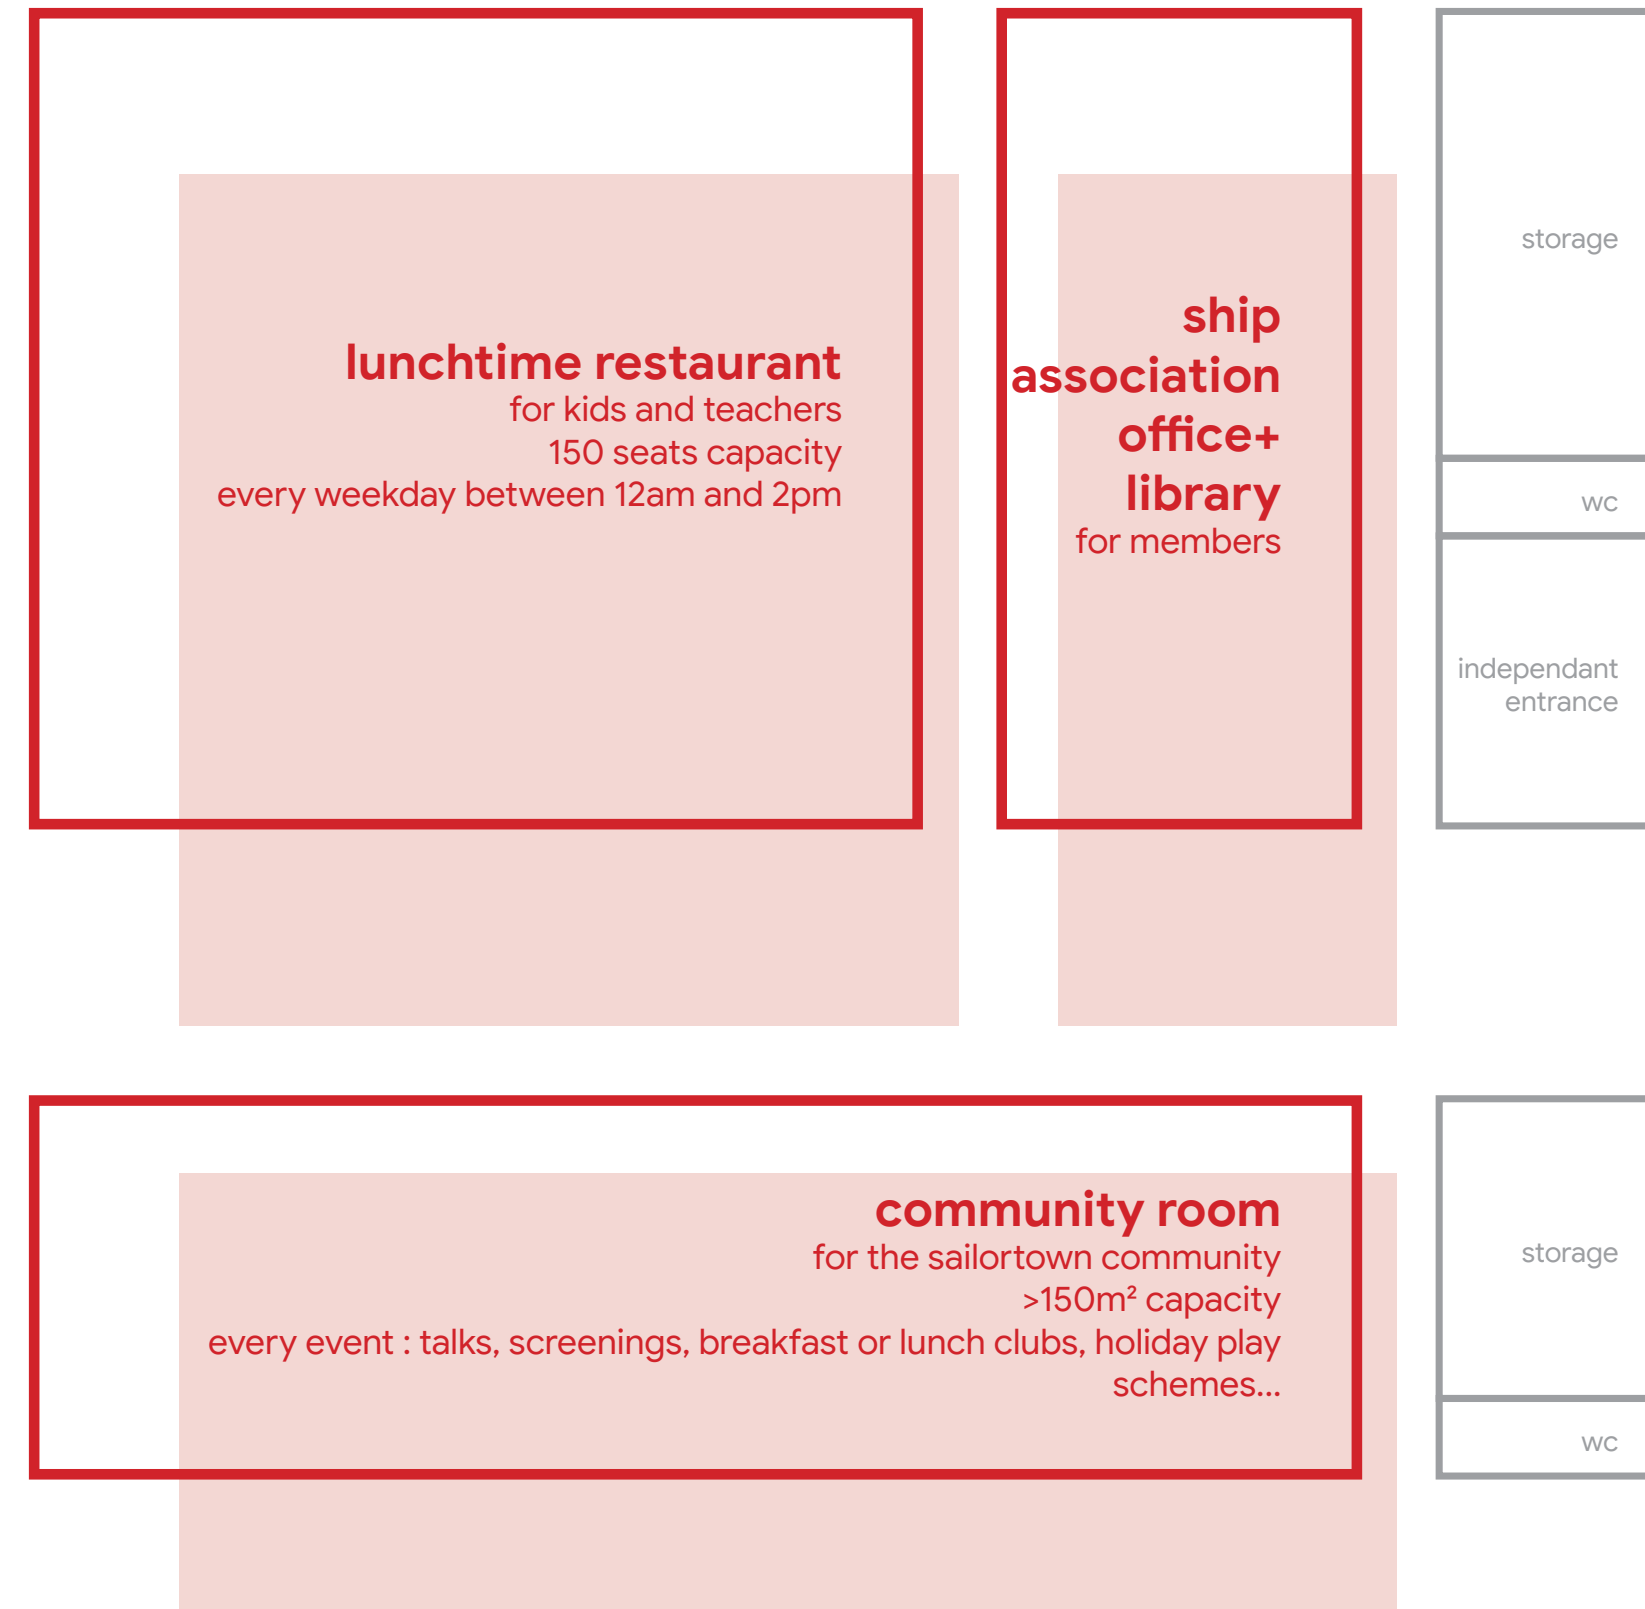 lunchtime restaurant
for kids and teachers
150 seats capacity
every weekday between 12am and 2pm
ship
association
office+
library
for members
storage
wc
independant
entrance
community room
for the sailortown community
>150m² capacity
every event : talks, screenings, breakfast or lunch clubs, holiday play
schemes...
storage
wc